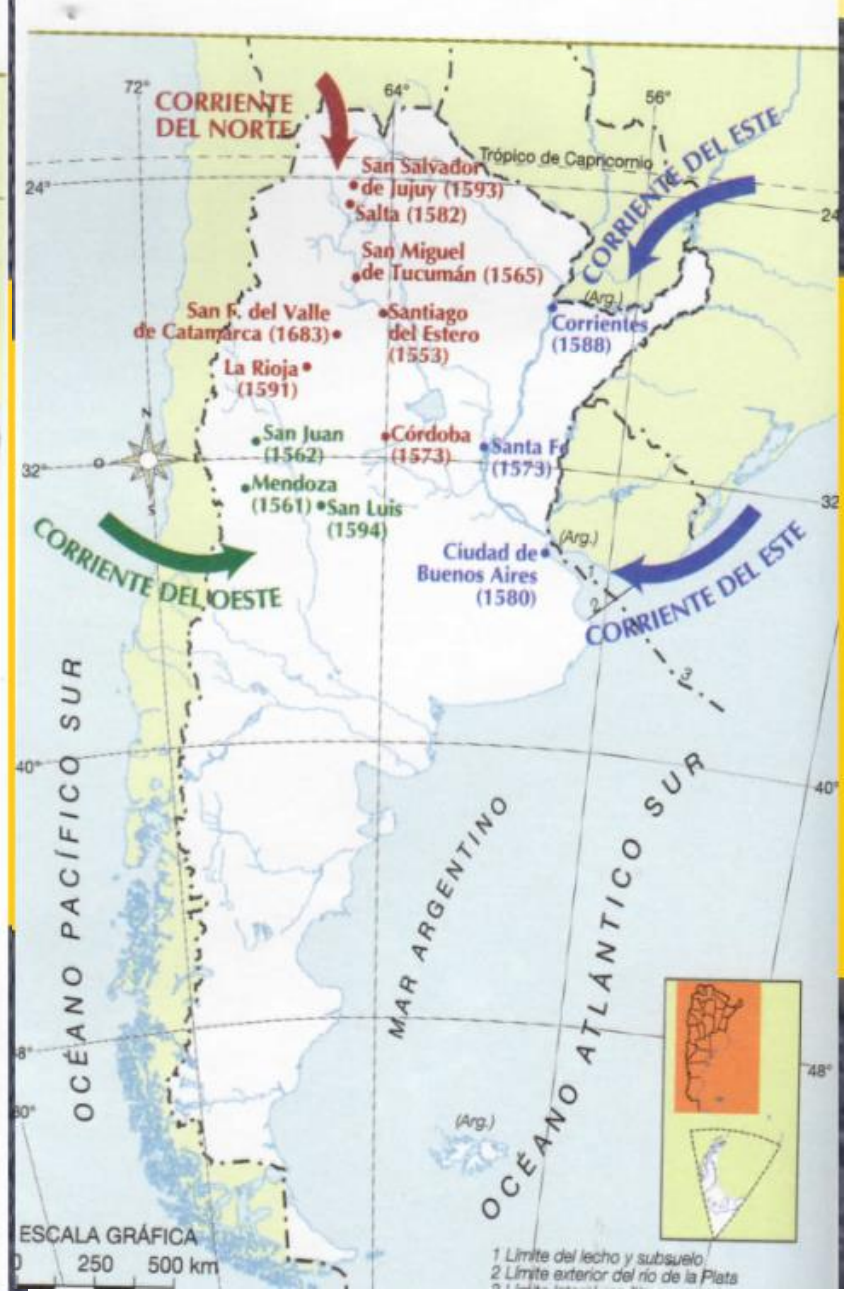 72°
64°
56°
CORRIENTE
DEL NORTE
CORRIENTE DEL ESTE
Trópico de Capricornio
24°
24
San Salvador
de Jujuy (1593)
Salta (1582)
San Miguel
de Tucumán (1565)
(Arg.)
San F. del Valle
de Catamarca (1683)
Santiago
del Estero
(1553)
Corrientes
(1588)
La Rioja
(1591)
N
O
S
San Juan
(1562)
Córdoba
(1573)
Santa F
(1573)
32°
32
Mendoza
(1561)
San Luis
(1594)
CORRIENTE DEL OESTE
(Arg.)
Ciudad de
Buenos Aires
(1580)
1
2
3
CORRIENTE DEL ESTE
OCÉANO PACÍFICO SUR
40°
40°
MAR ARGENTINO
OCÉANO ATLÁNTICO SUR
8°
48°
80°
(Arg.)
ESCALA GRÁFICA
0 250 500 km
1 Límite del lecho y subsuelo
2 Límite exterior del río de la Plats